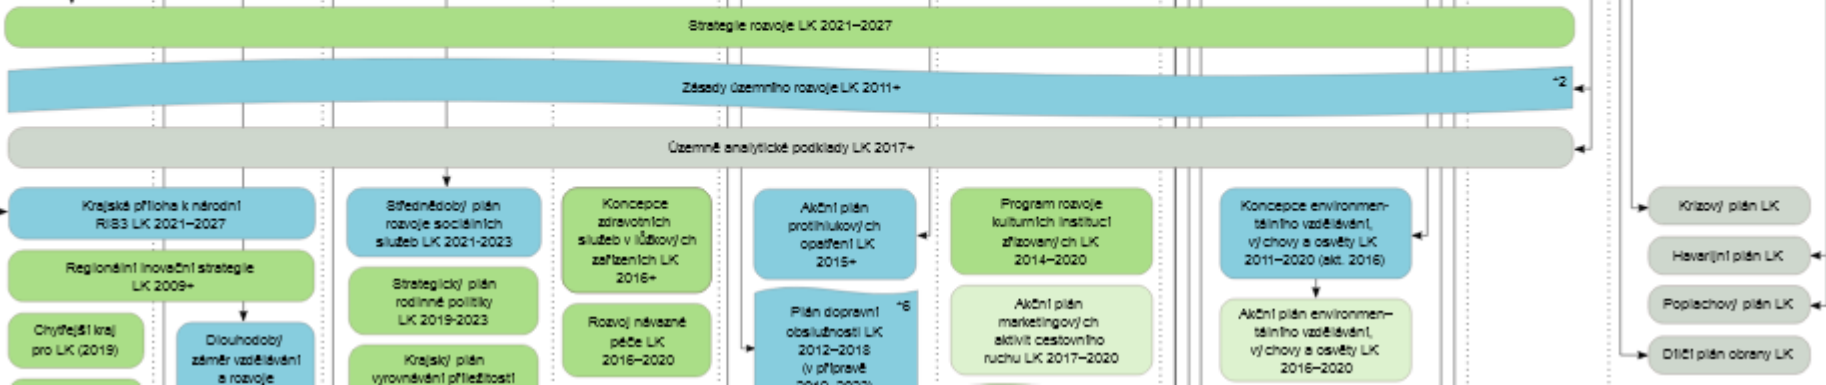 Strategie rozvoje LK 2021–2027
Zásady územního rozvoje LK 2011+
*2
Územně analytické podklady LK 2017+
Krajská příloha k národní
RIS3 LK 2021–2027
Regionální inovační strategie
LK 2009+
Chytřejší kraj
pro LK (2019)
Dlouhodobý
záměr vzdělávání
a rozvoje
Střednědobý plán
rozvoje sociálních
služeb LK 2021-2023
Strategický plán
rodinné politiky
LK 2019-2023
Krajský plán
vyrovnávání příležitostí
Koncepce
zdravotních
služeb v lůžkových
zařízeních LK
2016+
Rozvoj návazné
péče LK
2016–2020
Akční plán
protihlukových
opatření LK
2015+
Plán dopravní
*6
obslužnosti LK
2012–2018
(v přípravě
2019–2023)
Program rozvoje
kulturních institucí
zřizovaných LK
2014–2020
Akční plán
marketingových
aktivit cestovního
ruchu LK 2017–2020
Koncepce environmen-
tálního vzdělávání,
výchovy a osvěty LK
2011–2020 (akt. 2016)
Akční plán environmen–
tálního vzdělávání,
výchovy a osvěty LK
2016–2020
Krizový plán LK
Havarijní plán LK
Poplachový plán LK
Dílčí plán obrany LK